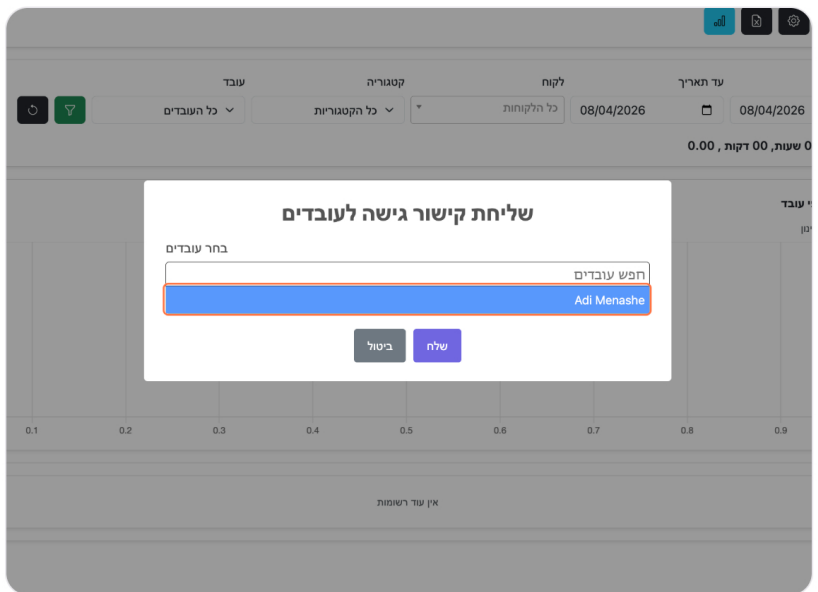 עד תאריך
לקוח
קטגוריה
עובד
08/04/2026
08/04/2026
כל הלקוחות
כל הקטגוריות
כל העובדים
0 שעות, 00 דקות , 0.00
שליחת קישור גישה לעובדים
בחר עובדים
חפש עובדים
Adi Menashe
שלח
ביטול
י עובד
0.1 0.2 0.3 0.4 0.5 0.6 0.7 0.8 0.9
אין עוד רשומות